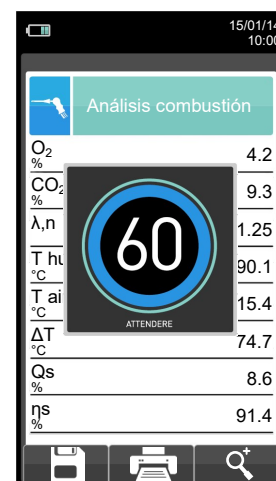 15/01/14
10:00
Análisis combustión
O2
%
4.2
CO2
%
9.3
λ,n
1.25
T hu
°C
90.1
T ai
°C
15.4
ΔT
°C
74.7
Qs
%
8.6
ηs
%
91.4
60
ATTENDERE